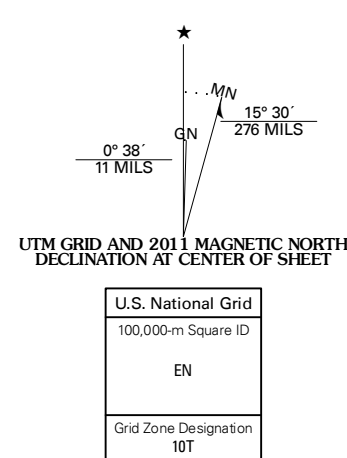 ★
MN
GN
15° 30´
276 MILS
0° 38´
11 MILS
UTM GRID AND 2011 MAGNETIC NORTH
DECLINATION AT CENTER OF SHEET
U.S. National Grid
100,000-m Square ID
EN
Grid Zone Designation
10T